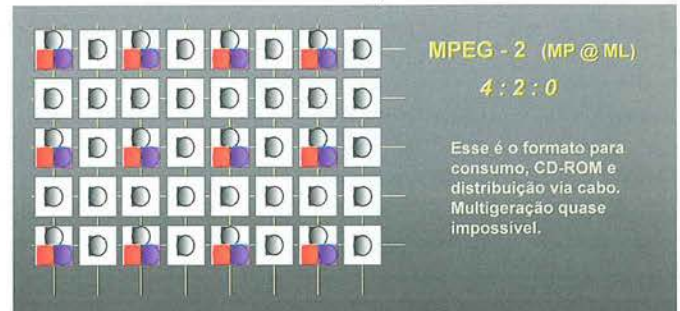 MPEG - 2 (MP @ ML)
4 : 2 : 0
Esse é o formato para
consumo, CD-ROM e
distribuição via cabo.
Multigeração quase
impossível.